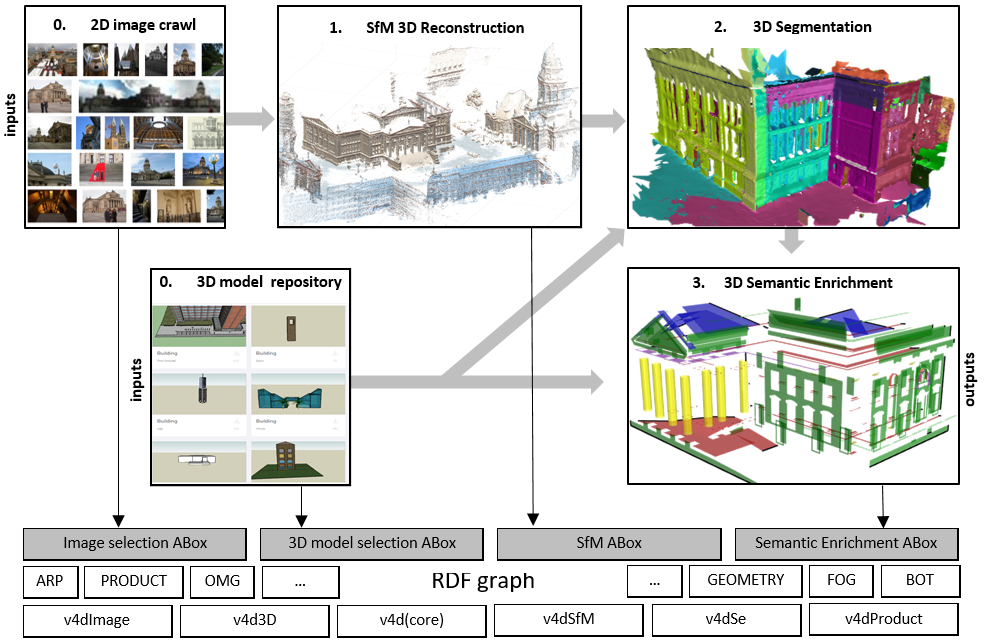 0. 2D image crawl
1. SfM 3D Reconstruction
2. 3D Segmentation
inputs
0. 3D model repository
Building
Building
Building
Building
inputs
3. 3D Semantic Enrichment
outputs
Image selection ABox
3D model selection ABox
SfM ABox
Semantic Enrichment ABox
ARP
PRODUCT
OMG
...
RDF graph
...
GEOMETRY
FOG
BOT
v4dImage
v4d3D
v4d(core)
v4dSfM
v4dSe
v4dProduct